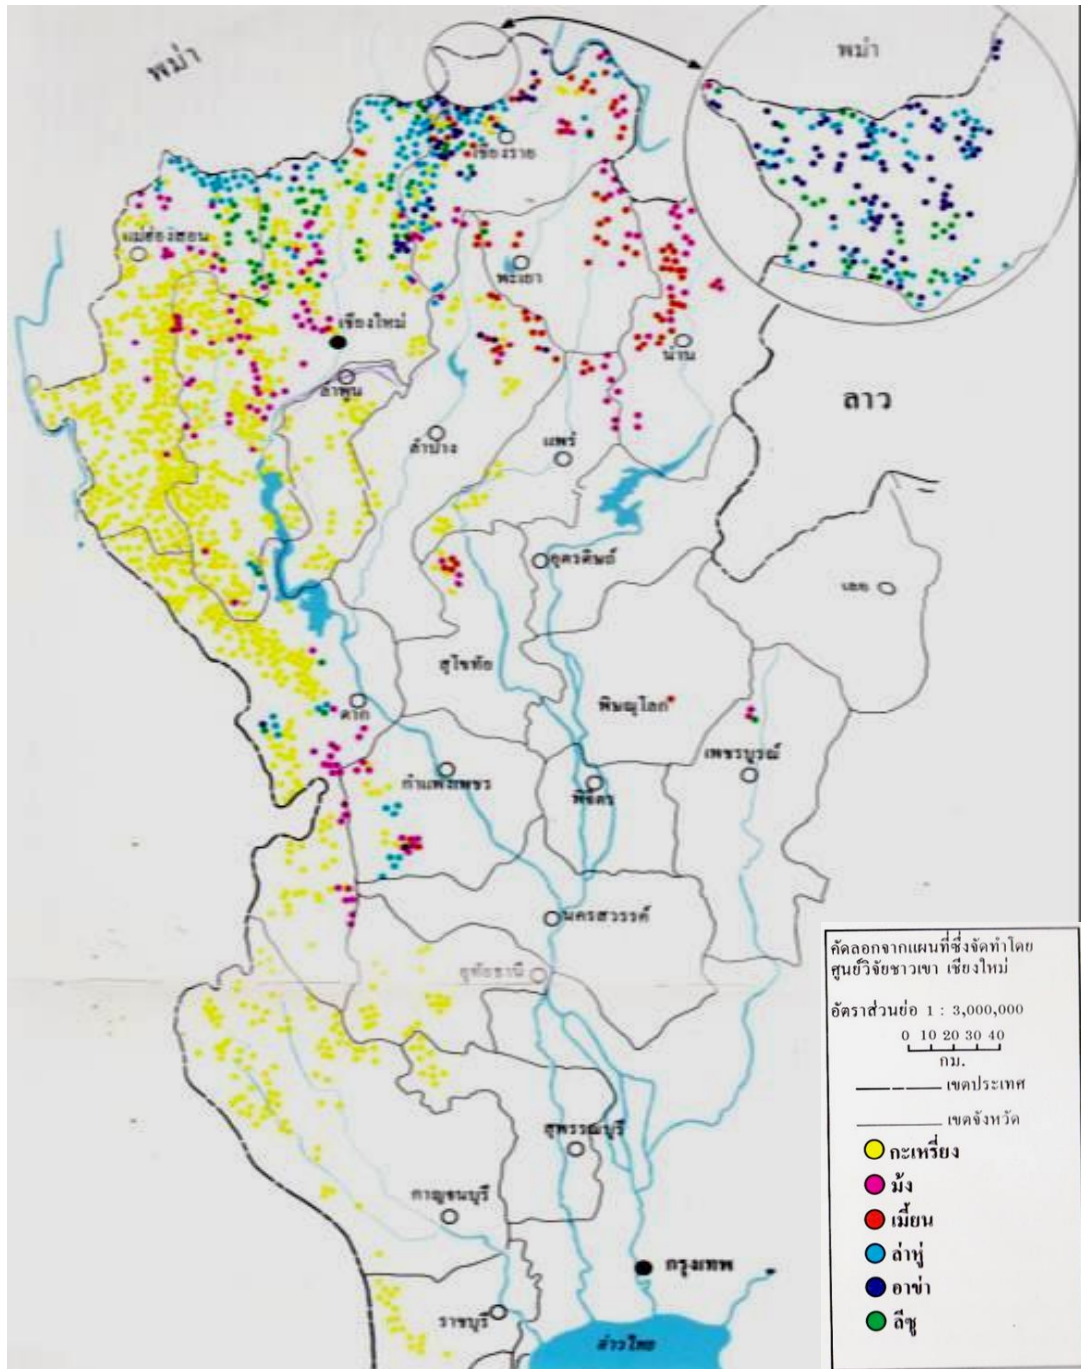 พม่า
พม่า
เชียงราย
แม่ฮ่องสอน
พะเยา
เชียงใหม่
น่าน
ลำพูน
ลาว
ลำปาง
แพร่
อุตรดิษถ์
เลย
สุโขทัย
พิษณุโลก
ตาก
เพชรบูรณ์
กำแพงเพชร
พิจิตร
นครสวรรค์
อุทัยธานี
สุพรรณบุรี
กาญจนบุรี
กรุงเทพ
ราชบุรี
อ่าวไทย
คัดลอกจากแผนที่ซึ่งจัดทำโดย
ศูนย์วิจัยชาวเขา เชียงใหม่
อัตราส่วนย่อ 1 : 3,000,000
0 10 20 30 40
กม.
เขตประเทศ
เขตจังหวัด
กะเหรี่ยง
ม้ง
เมี้ยน
ล่าหู่
อาข่า
ลีซู